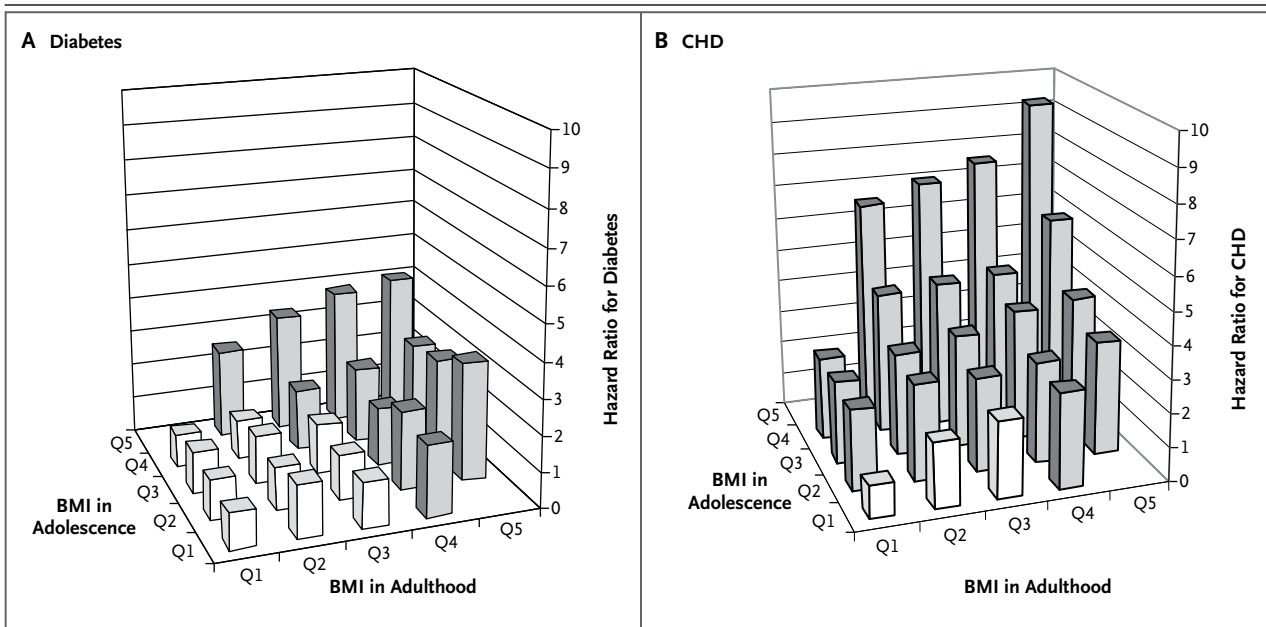 A Diabetes
10
9
8
7
6
5
4
3
2
1
0
Hazard Ratio for Diabetes
Q5
Q4
Q3
Q2
Q1
BMI in
Adolescence
Q1
Q2
Q3
Q4
Q5
BMI in Adulthood
B CHD
10
9
8
7
6
5
4
3
2
1
0
Hazard Ratio for CHD
Q5
Q4
Q3
Q2
Q1
BMI in
Adolescence
Q1
Q2
Q3
Q4
Q5
BMI in Adulthood